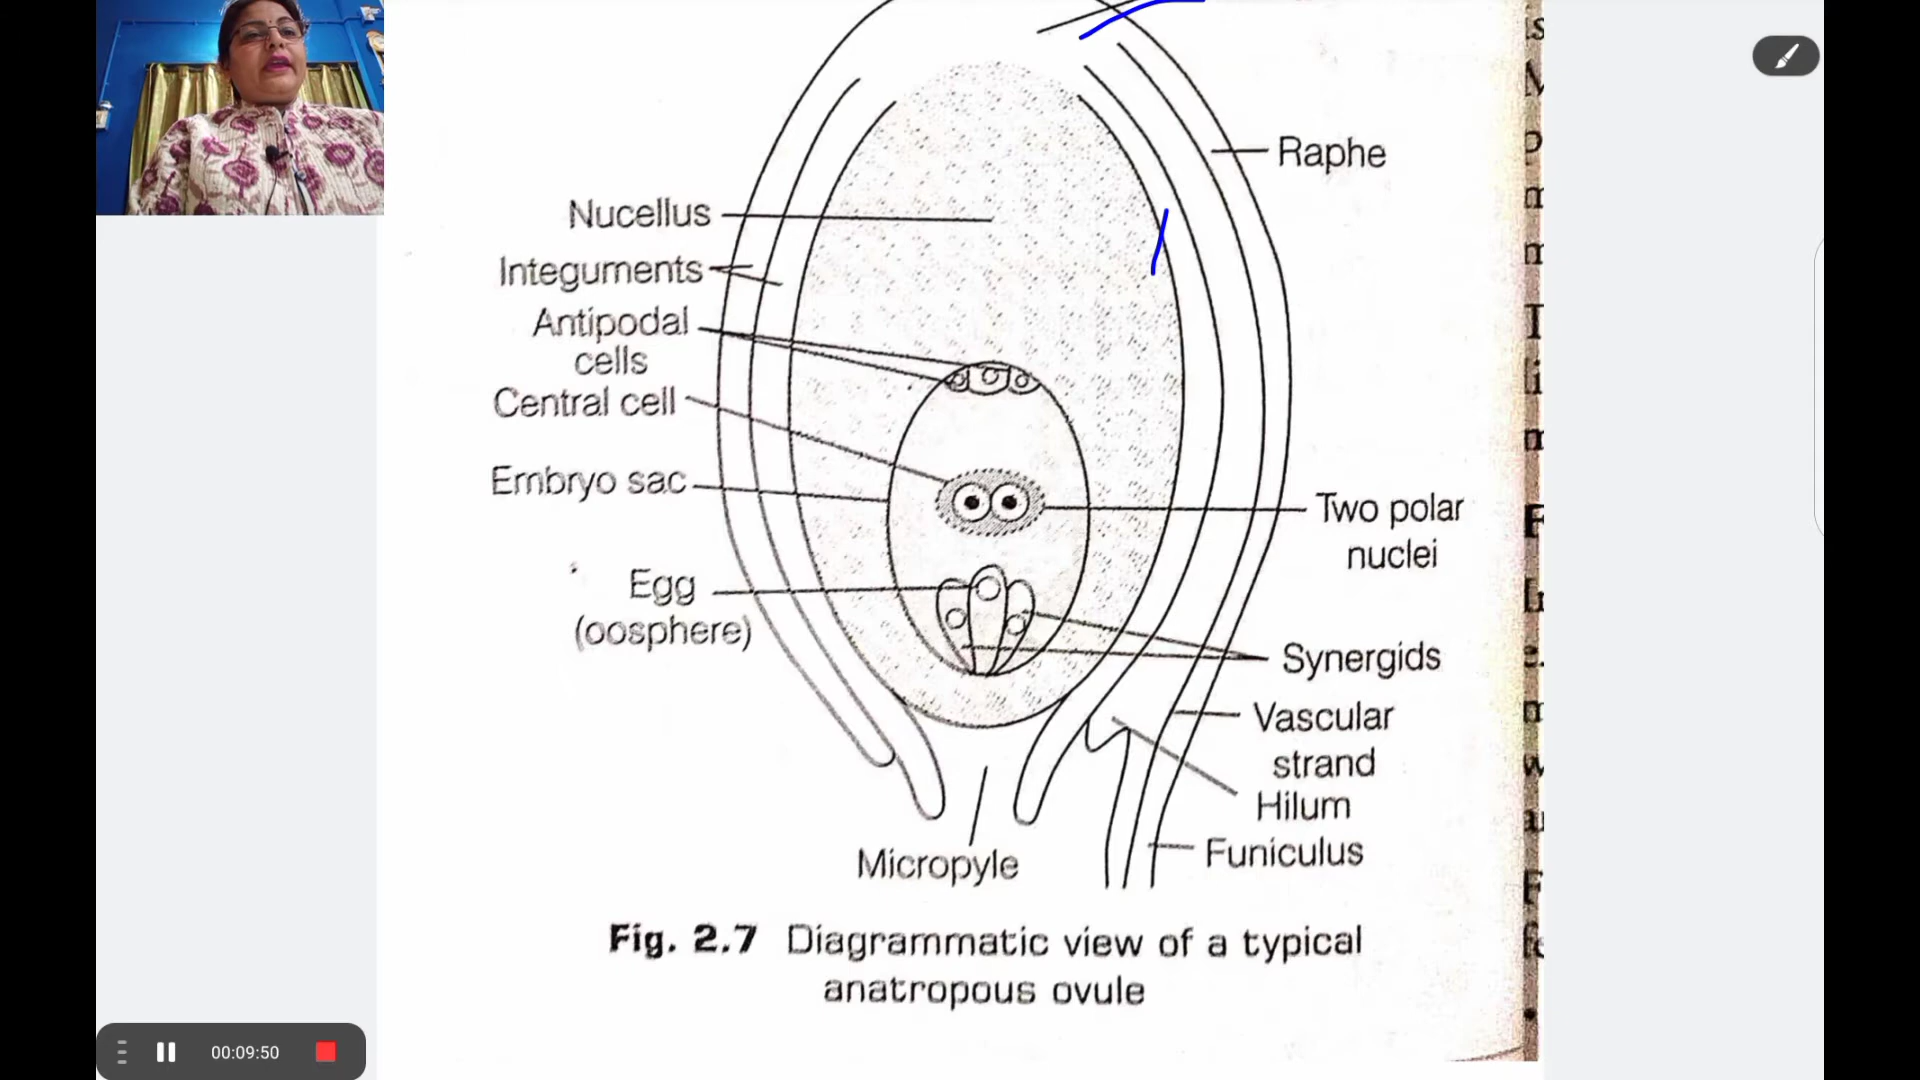 Raphe
Nucellus
Integuments
Antipodal
cells
Central cell
Embryo sac
Two polar
nuclei
Egg
(oosphere)
Synergids
Vascular
strand
Hilum
Funiculus
Micropyle
Fig. 2.7 Diagrammatic view of a typical
anatropous ovule
00:09:50